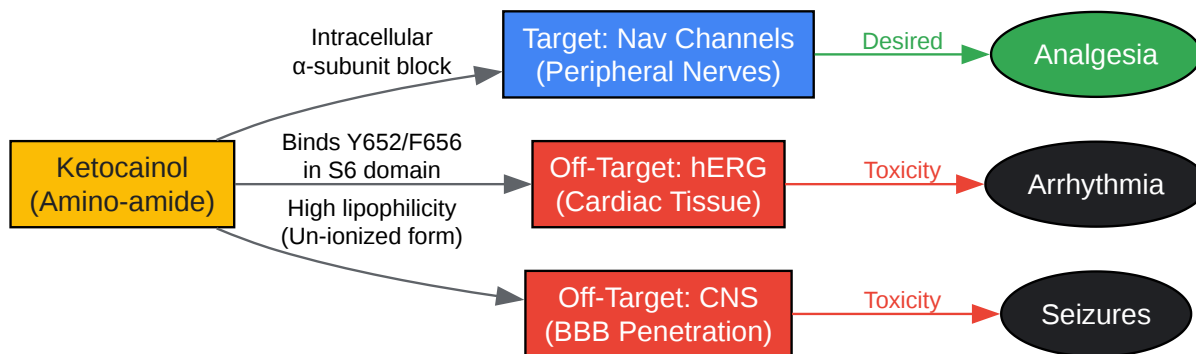 Intracellular
α-subunit block
Target: Nav Channels
(Peripheral Nerves)
Desired
Analgesia
Ketocainol
(Amino-amide)
Binds Y652/F656
in S6 domain
Off-Target: hERG
(Cardiac Tissue)
Toxicity
Arrhythmia
High lipophilicity
(Un-ionized form)
Off-Target: CNS
(BBB Penetration)
Toxicity
Seizures